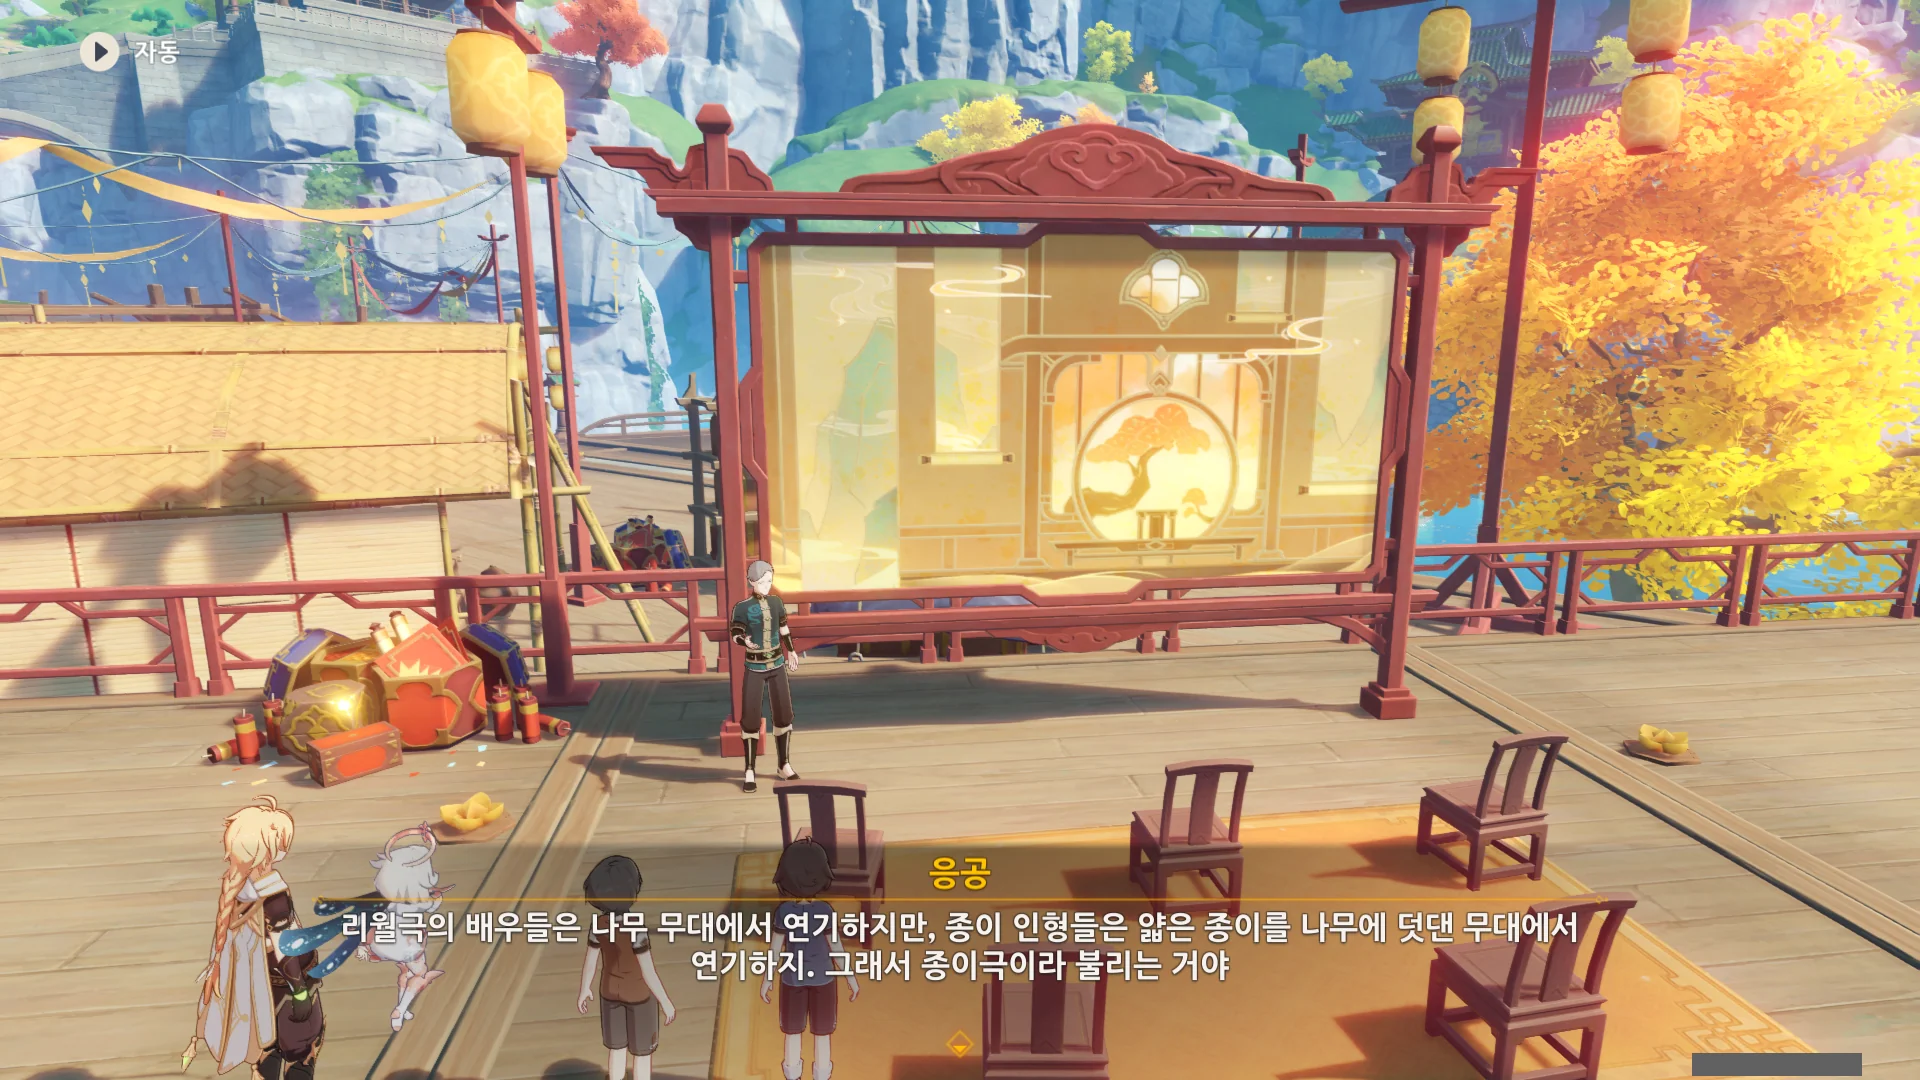 자동
응공
리월극의 배우들은 나무 무대에서 연기하지만, 종이 인형들은 얇은 종이를 나무에 덧댄 무대에서
연기하지. 그래서 종이극이라 불리는 거야